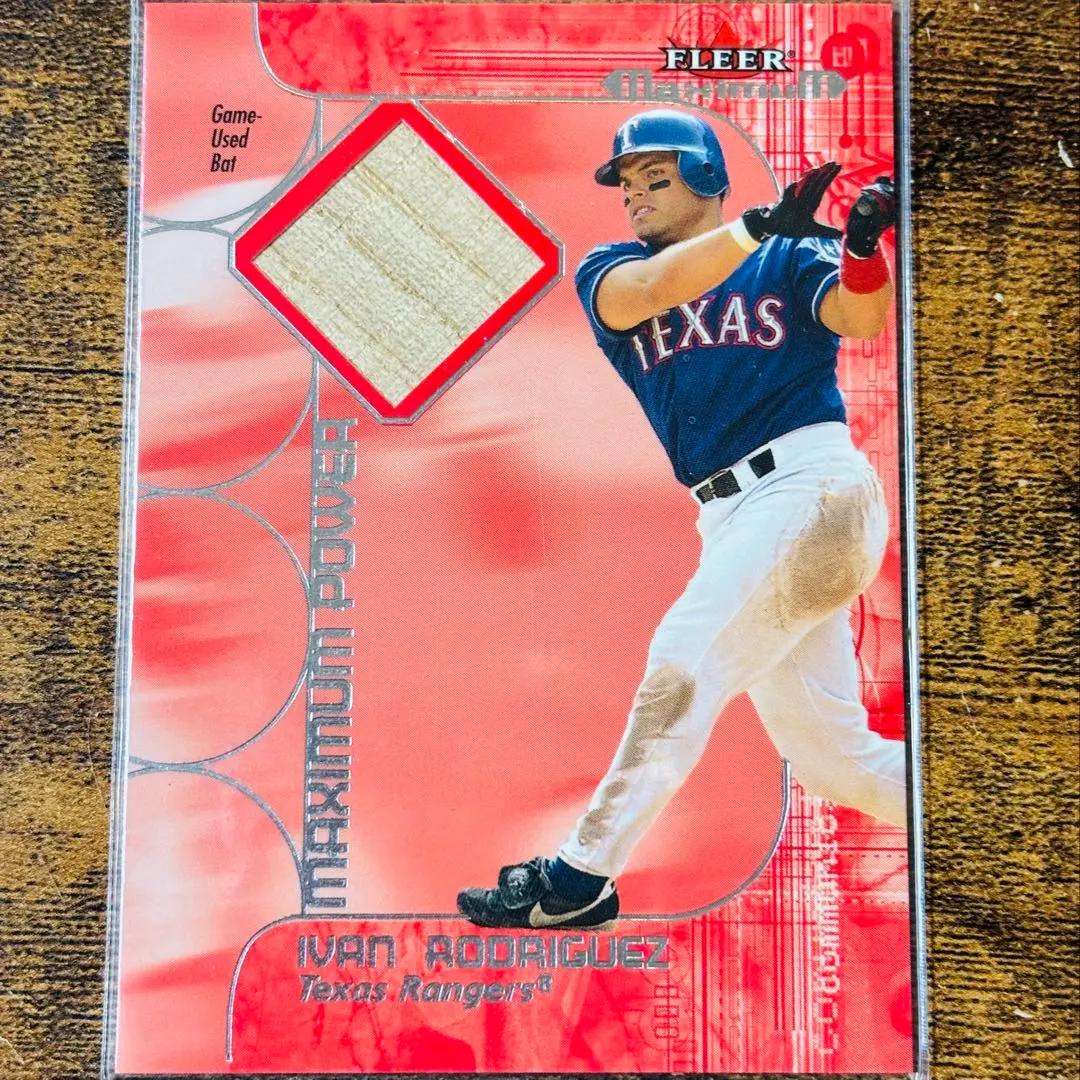 FLEER®
Maximum
Game-
Used
Bat
TEXAS
MAXIMUM POWER
IVAN RODRIGUEZ
Texas Rangers®